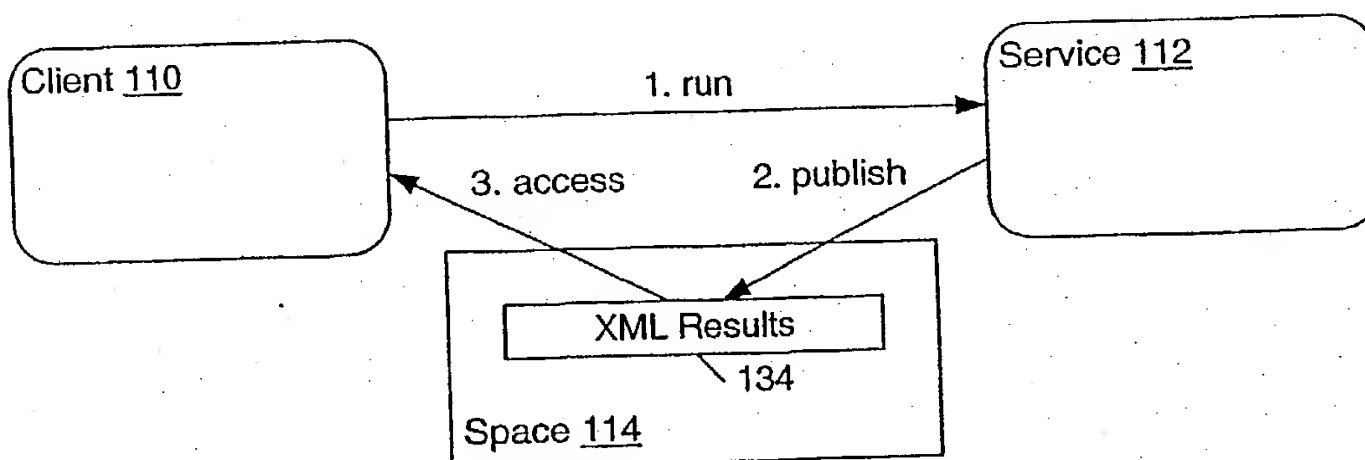 Client 110
Service 112
1. run
3. access
2. publish
XML Results
134
Space 114